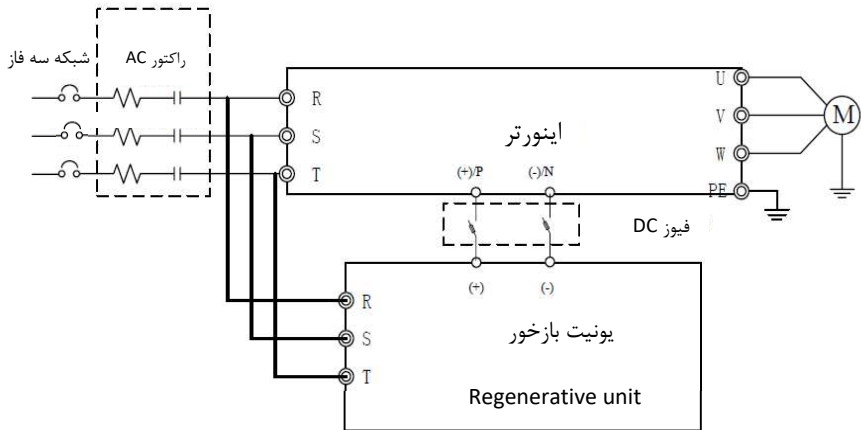 شبکه سه فاز
راکتور AC
R
S
T
اینورتر
(+)/P
(-)/N
U
V
W
PE
M
فیوز DC
(+)
(-)
R
S
T
یونیت بازخور
Regenerative unit